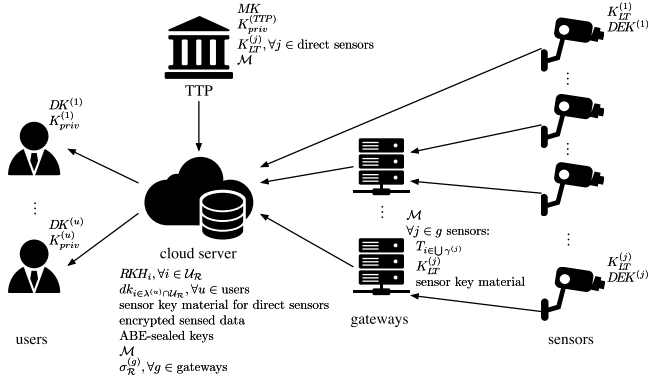 MK
K_{priv}^{(TTP)}
K_{LT}^{(j)}, ∀j ∈ direct sensors
ℳ
TTP
K_{LT}^{(1)}
DEK^{(1)}
DK^{(1)}
K_{priv}^{(1)}
⋮
DK^{(u)}
K_{priv}^{(u)}
users
cloud server
RKH_i, ∀i ∈ 𝒰_ℛ
dk_{i∈λ^{(u)}∩𝒰_ℛ}, ∀u ∈ users
sensor key material for direct sensors
encrypted sensed data
ABE-sealed keys
ℳ
σ_ℛ^{(g)}, ∀g ∈ gateways
⋮
ℳ
∀j ∈ g sensors:
T_{i∈⋃γ^{(j)}}
K_{LT}^{(j)}
sensor key material
gateways
⋮
⋮
⋮
K_{LT}^{(j)}
DEK^{(j)}
sensors